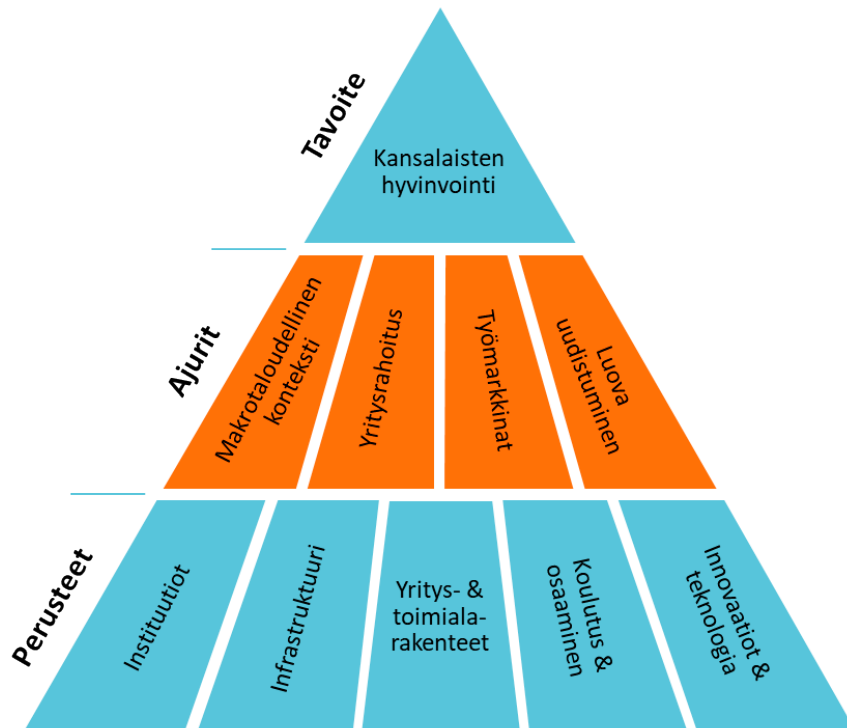 Tavoite
Kansalaisten
hyvinvointi
Ajurit
Makrotaloudellinen
konteksti
Yritysrahoitus
Työmarkkinat
Luova
uudistuminen
Perusteet
Instituutiot
Infrastruktuuri
Yritys- &
toimiala-
rakenteet
Koulutus &
osaaminen
Innovaatiot &
teknologia